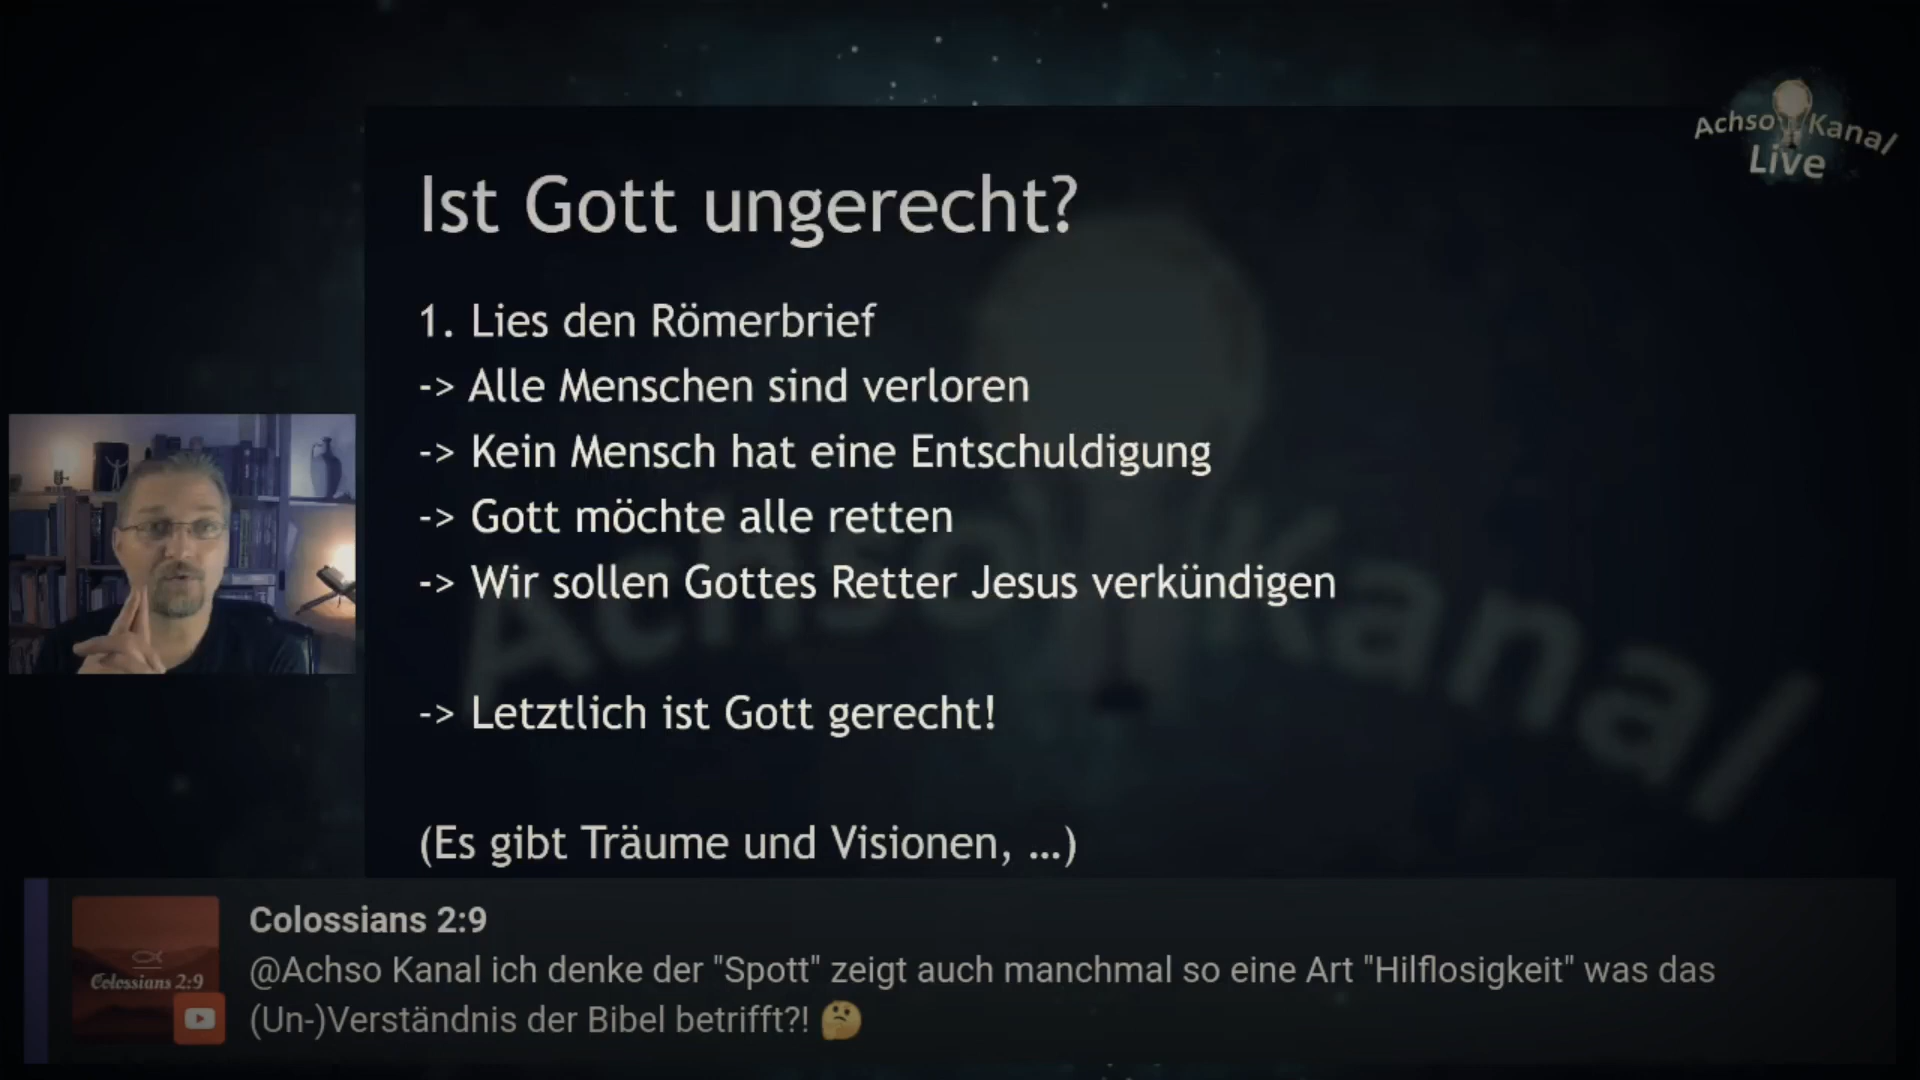 Achso Kanal
Live
Ist Gott ungerecht?
1. Lies den Römerbrief
-> Alle Menschen sind verloren
-> Kein Mensch hat eine Entschuldigung
-> Gott möchte alle retten
-> Wir sollen Gottes Retter Jesus verkündigen
-> Letztlich ist Gott gerecht!
(Es gibt Träume und Visionen, ...)
Achso Kanal
Colossians 2:9
Colossians 2:9
@Achso Kanal ich denke der "Spott" zeigt auch manchmal so eine Art "Hilflosigkeit" was das
(Un-)Verständnis der Bibel betrifft?! 🤔